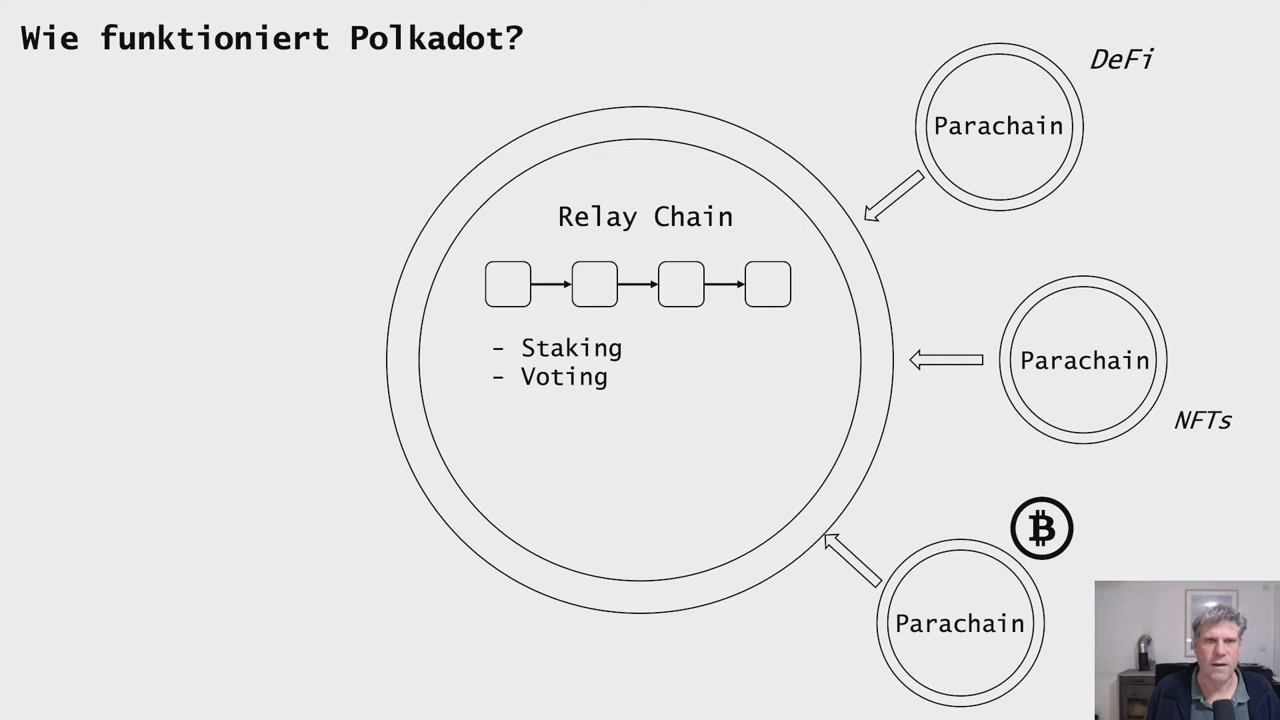 Wie funktioniert Polkadot?
DeFi
Parachain
Relay Chain
- Staking
- Voting
Parachain
NFTs
₿
Parachain